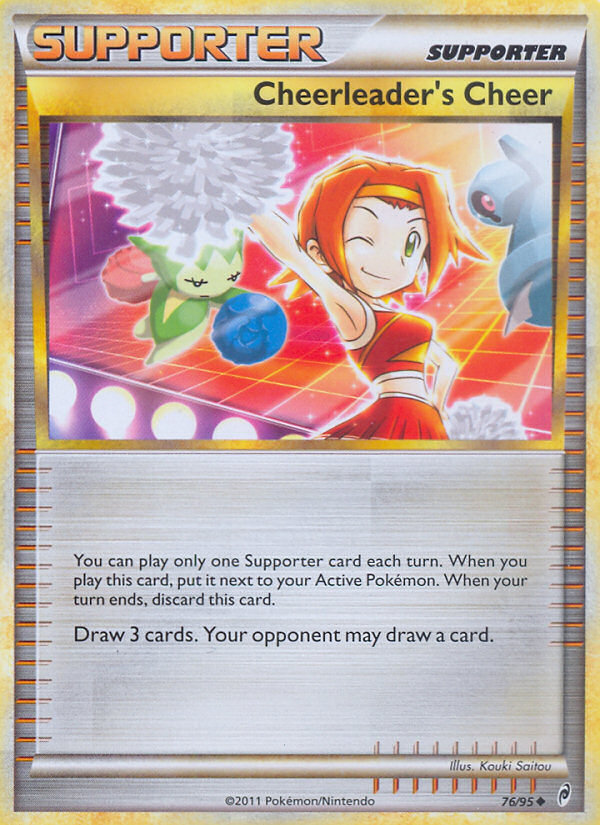 SUPPORTER
SUPPORTER
Cheerleader's Cheer
You can play only one Supporter card each turn. When you
play this card, put it next to your Active Pokémon. When your
turn ends, discard this card.
Draw 3 cards. Your opponent may draw a card.
Illus. Kouki Saitou
©2011 Pokémon/Nintendo
76/95